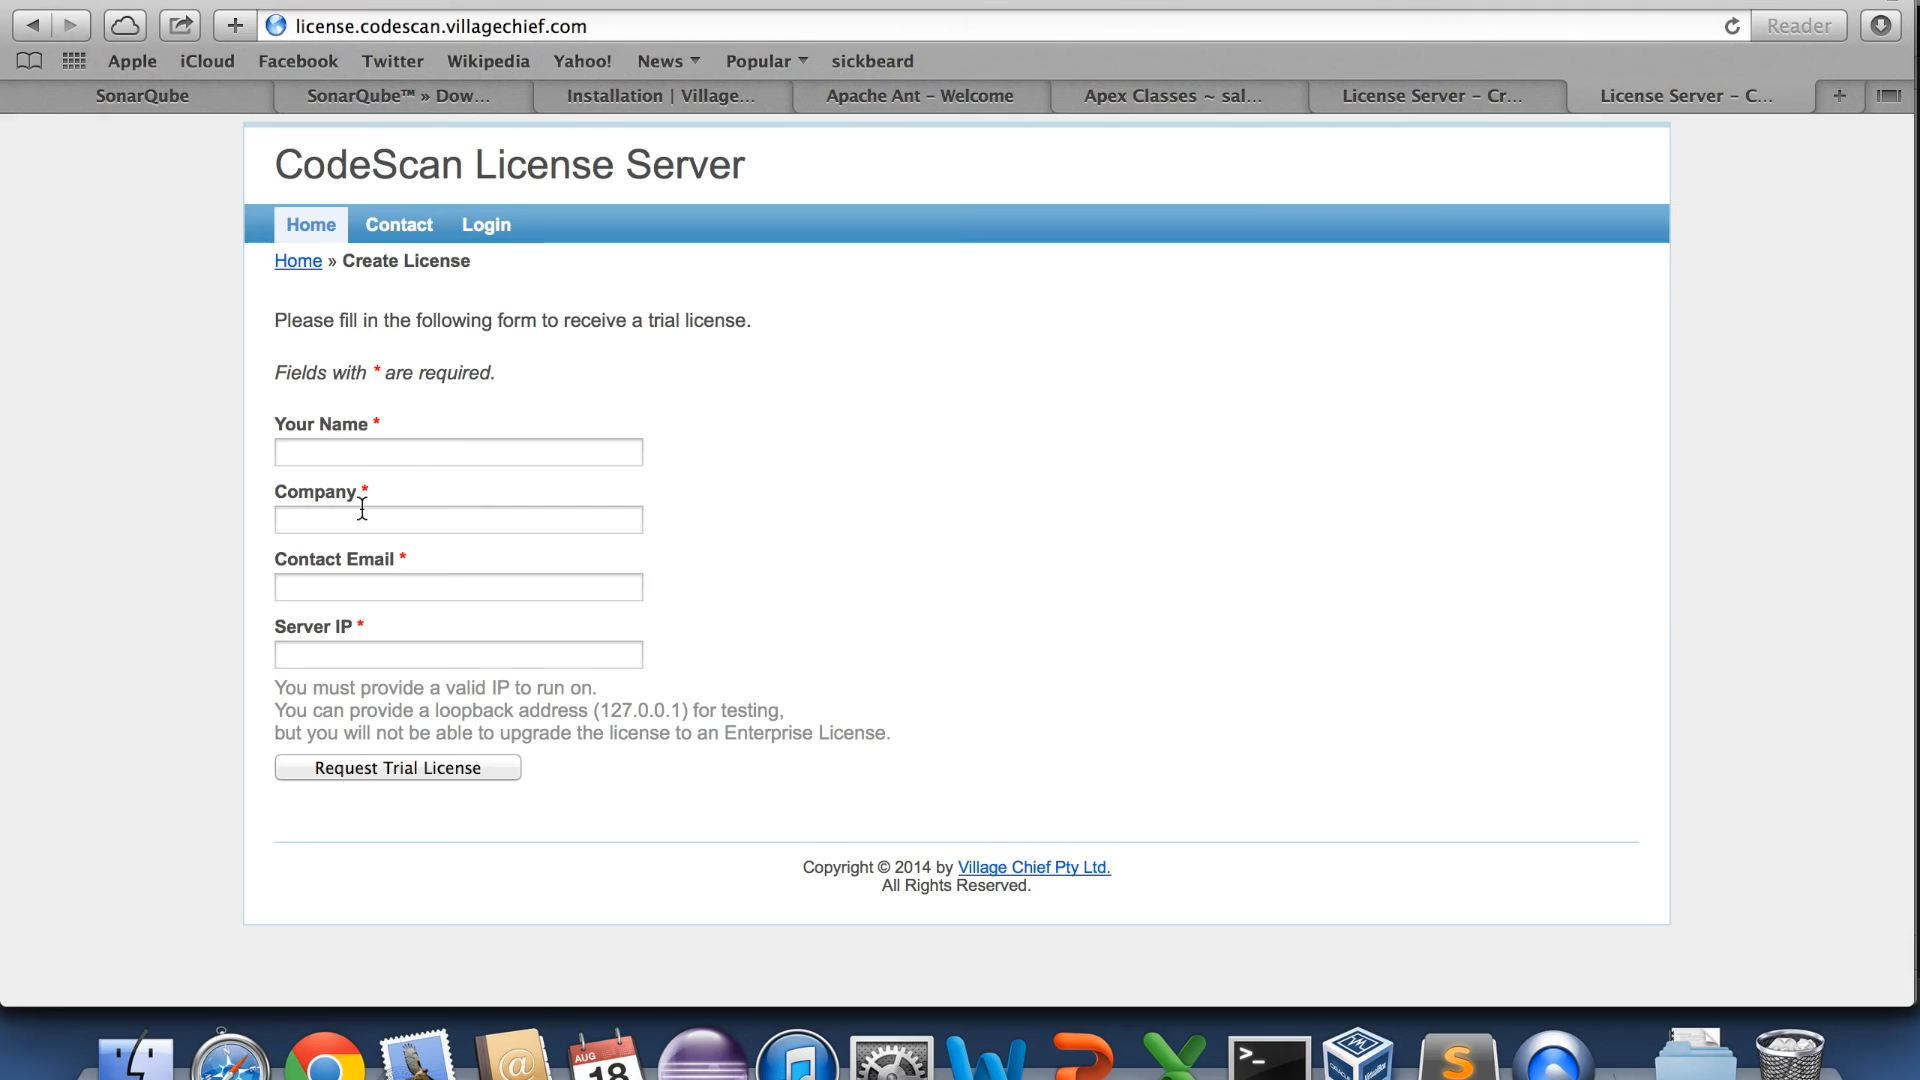 license.codescan.villagechief.com
Reader
Apple iCloud Facebook Twitter Wikipedia Yahoo! News Popular sickbeard
SonarQube SonarQube™ » Dow... Installation | Village... Apache Ant – Welcome Apex Classes ~ sal... License Server – Cr... License Server – C...
CodeScan License Server
Home Contact Login
Home » Create License
Please fill in the following form to receive a trial license.
Fields with * are required.
Your Name *
Company *
Contact Email *
Server IP *
You must provide a valid IP to run on.
You can provide a loopback address (127.0.0.1) for testing,
but you will not be able to upgrade the license to an Enterprise License.
Request Trial License
Copyright © 2014 by Village Chief Pty Ltd.
All Rights Reserved.
AUG
18